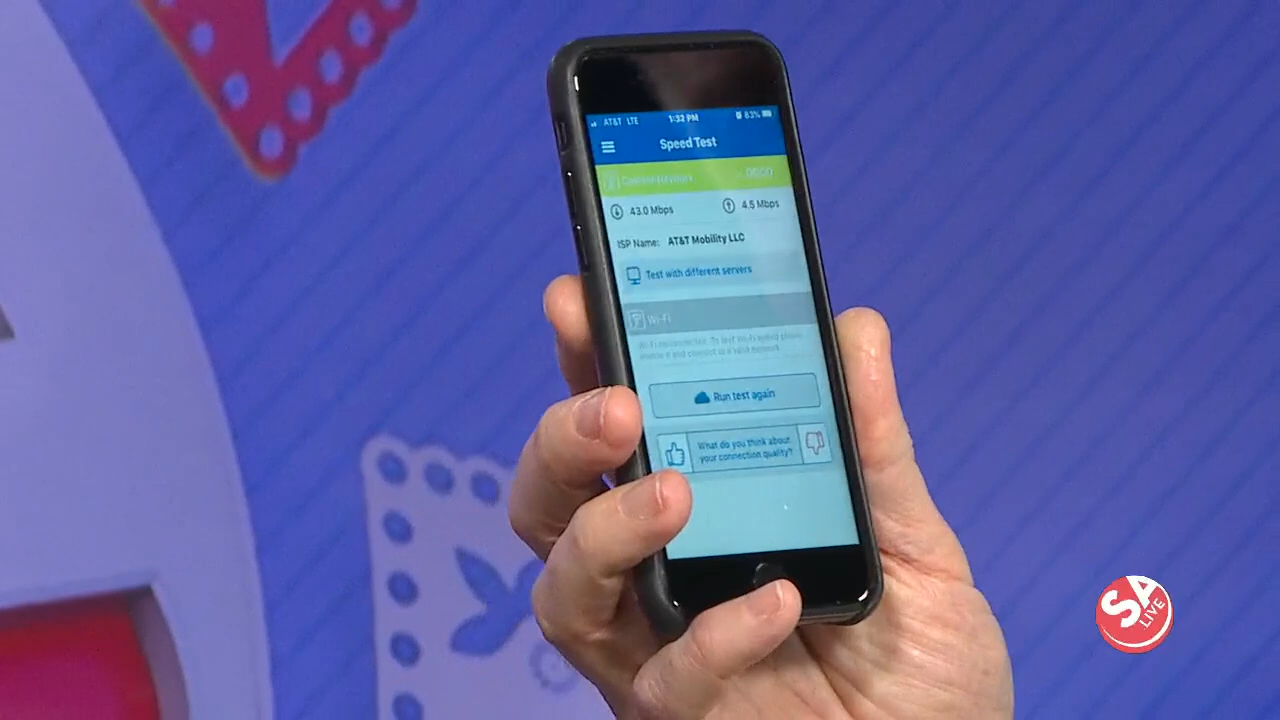 AT&T LTE 1:32 PM 83%
Speed Test
43.0 Mbps 4.5 Mbps
ISP Name: AT&T Mobility LLC
Test with different servers
Wi-Fi
Run test again
What do you think about
your connection quality?
SA
LIVE